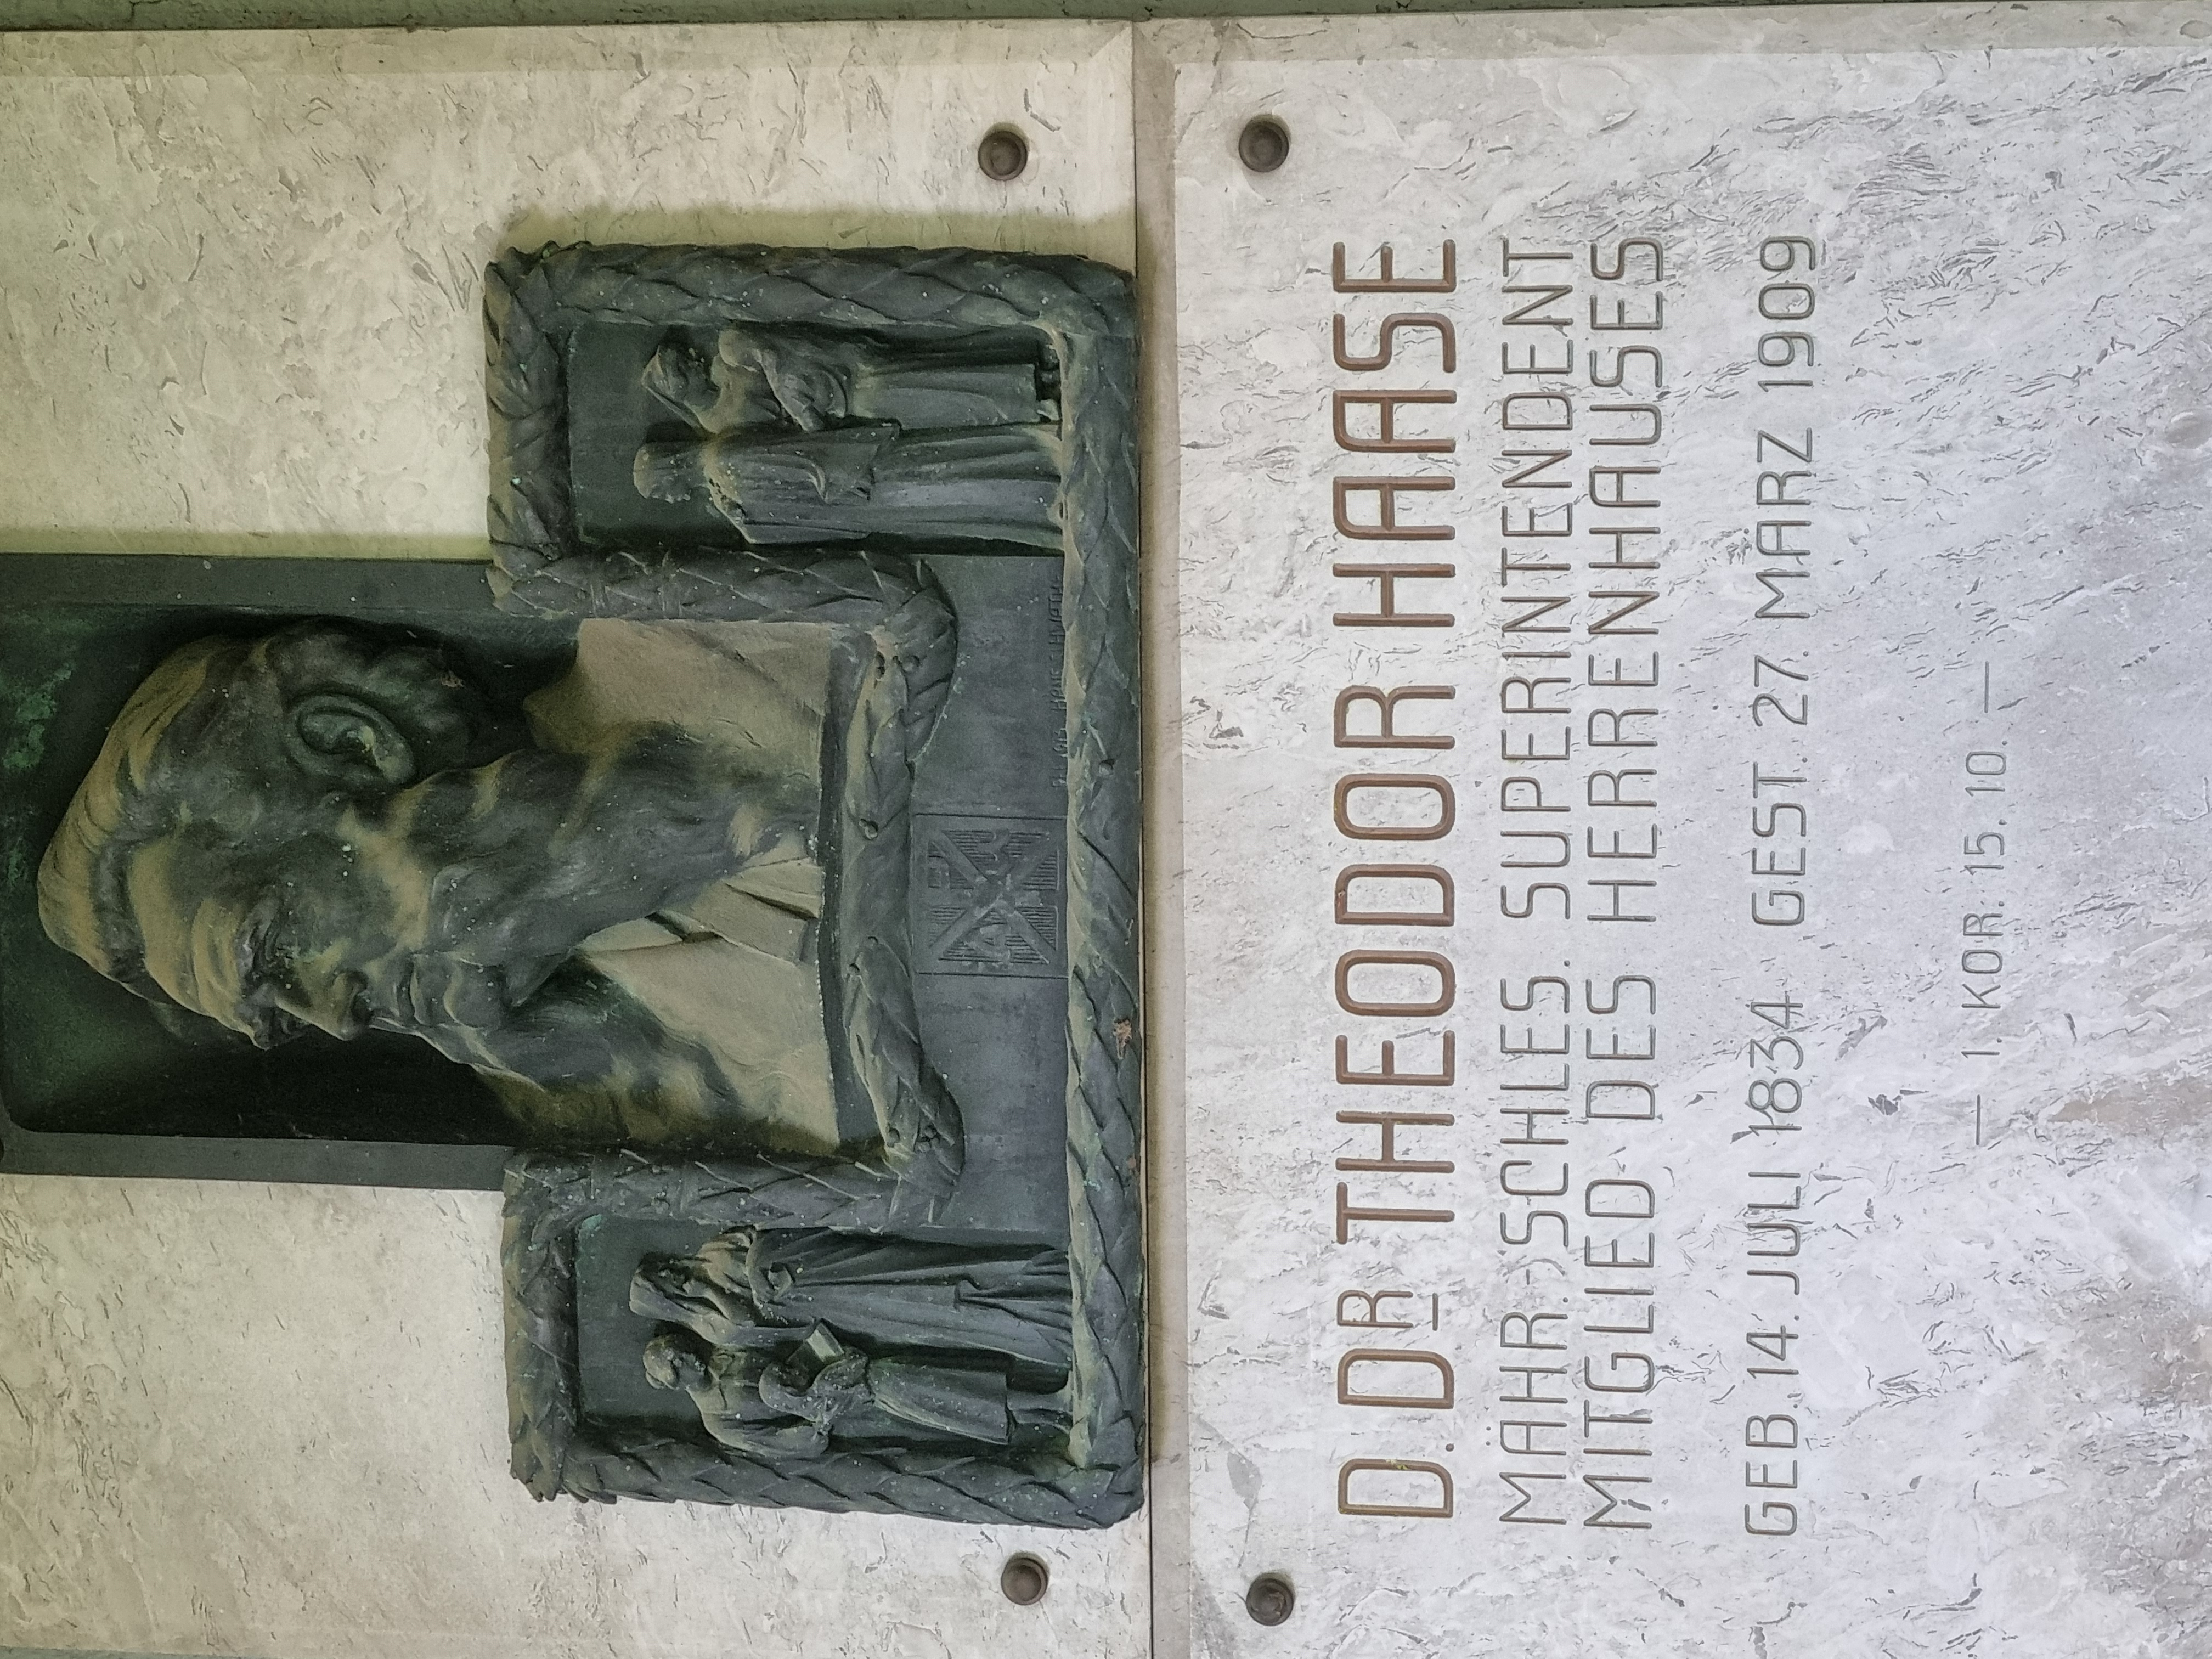 D. DR THEODOR HAASE
MÄHR.-SCHLES. SUPERINTENDENT
MITGLIED DES HERRENHAUSES
GEB. 14. JULI 1834 GEST. 27. MÄRZ 1909
— 1. KOR. 15. 10. —